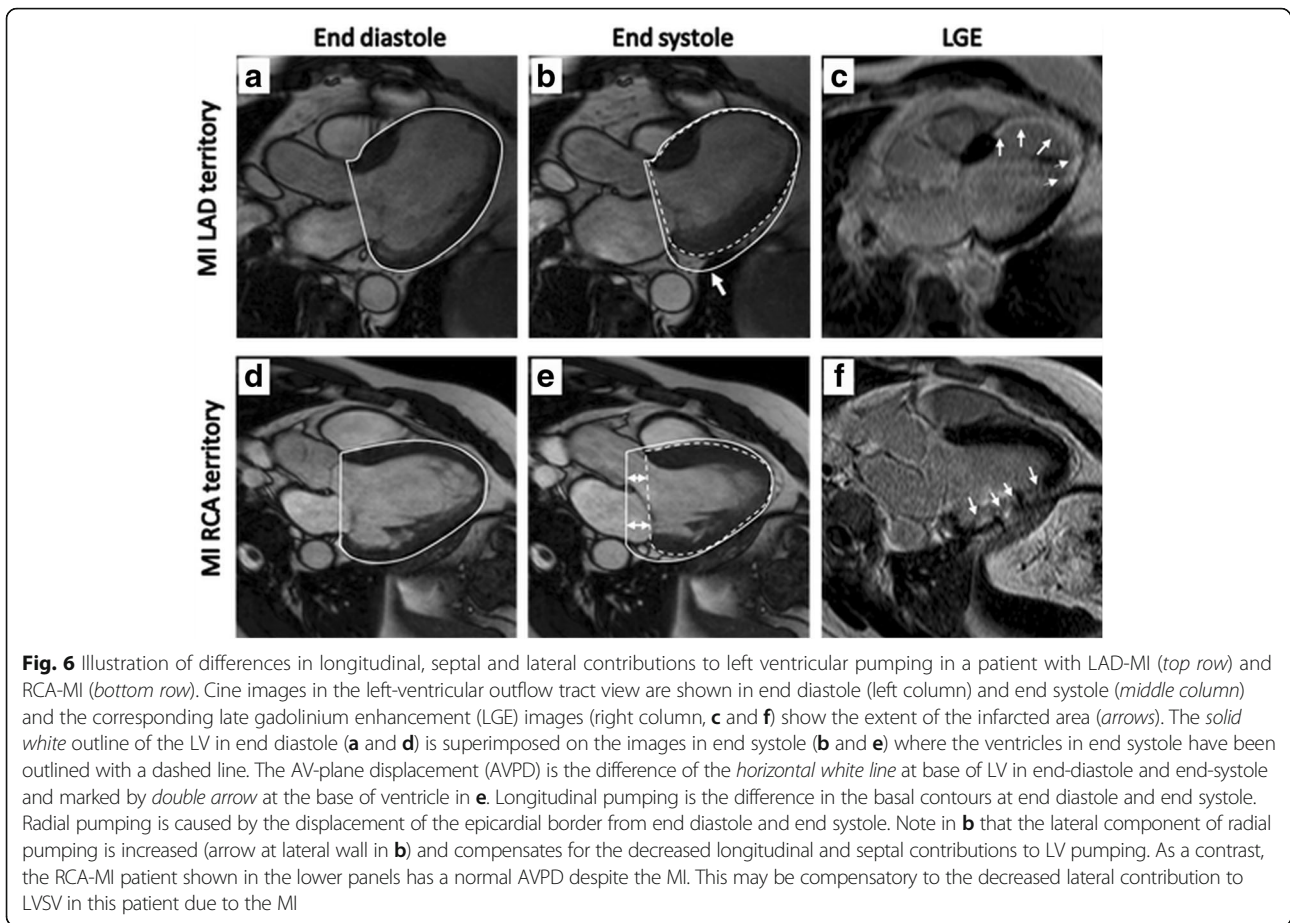 End diastole
End systole
LGE
MI LAD territory
a
b
c
MI RCA territory
d
e
f
Fig. 6 Illustration of differences in longitudinal, septal and lateral contributions to left ventricular pumping in a patient with LAD-MI (top row) and
RCA-MI (bottom row). Cine images in the left-ventricular outflow tract view are shown in end diastole (left column) and end systole (middle column)
and the corresponding late gadolinium enhancement (LGE) images (right column, c and f) show the extent of the infarcted area (arrows). The solid
white outline of the LV in end diastole (a and d) is superimposed on the images in end systole (b and e) where the ventricles in end systole have been
outlined with a dashed line. The AV-plane displacement (AVPD) is the difference of the horizontal white line at base of LV in end-diastole and end-systole
and marked by double arrow at the base of ventricle in e. Longitudinal pumping is the difference in the basal contours at end diastole and end systole.
Radial pumping is caused by the displacement of the epicardial border from end diastole and end systole. Note in b that the lateral component of radial
pumping is increased (arrow at lateral wall in b) and compensates for the decreased longitudinal and septal contributions to LV pumping. As a contrast,
the RCA-MI patient shown in the lower panels has a normal AVPD despite the MI. This may be compensatory to the decreased lateral contribution to
LVSV in this patient due to the MI